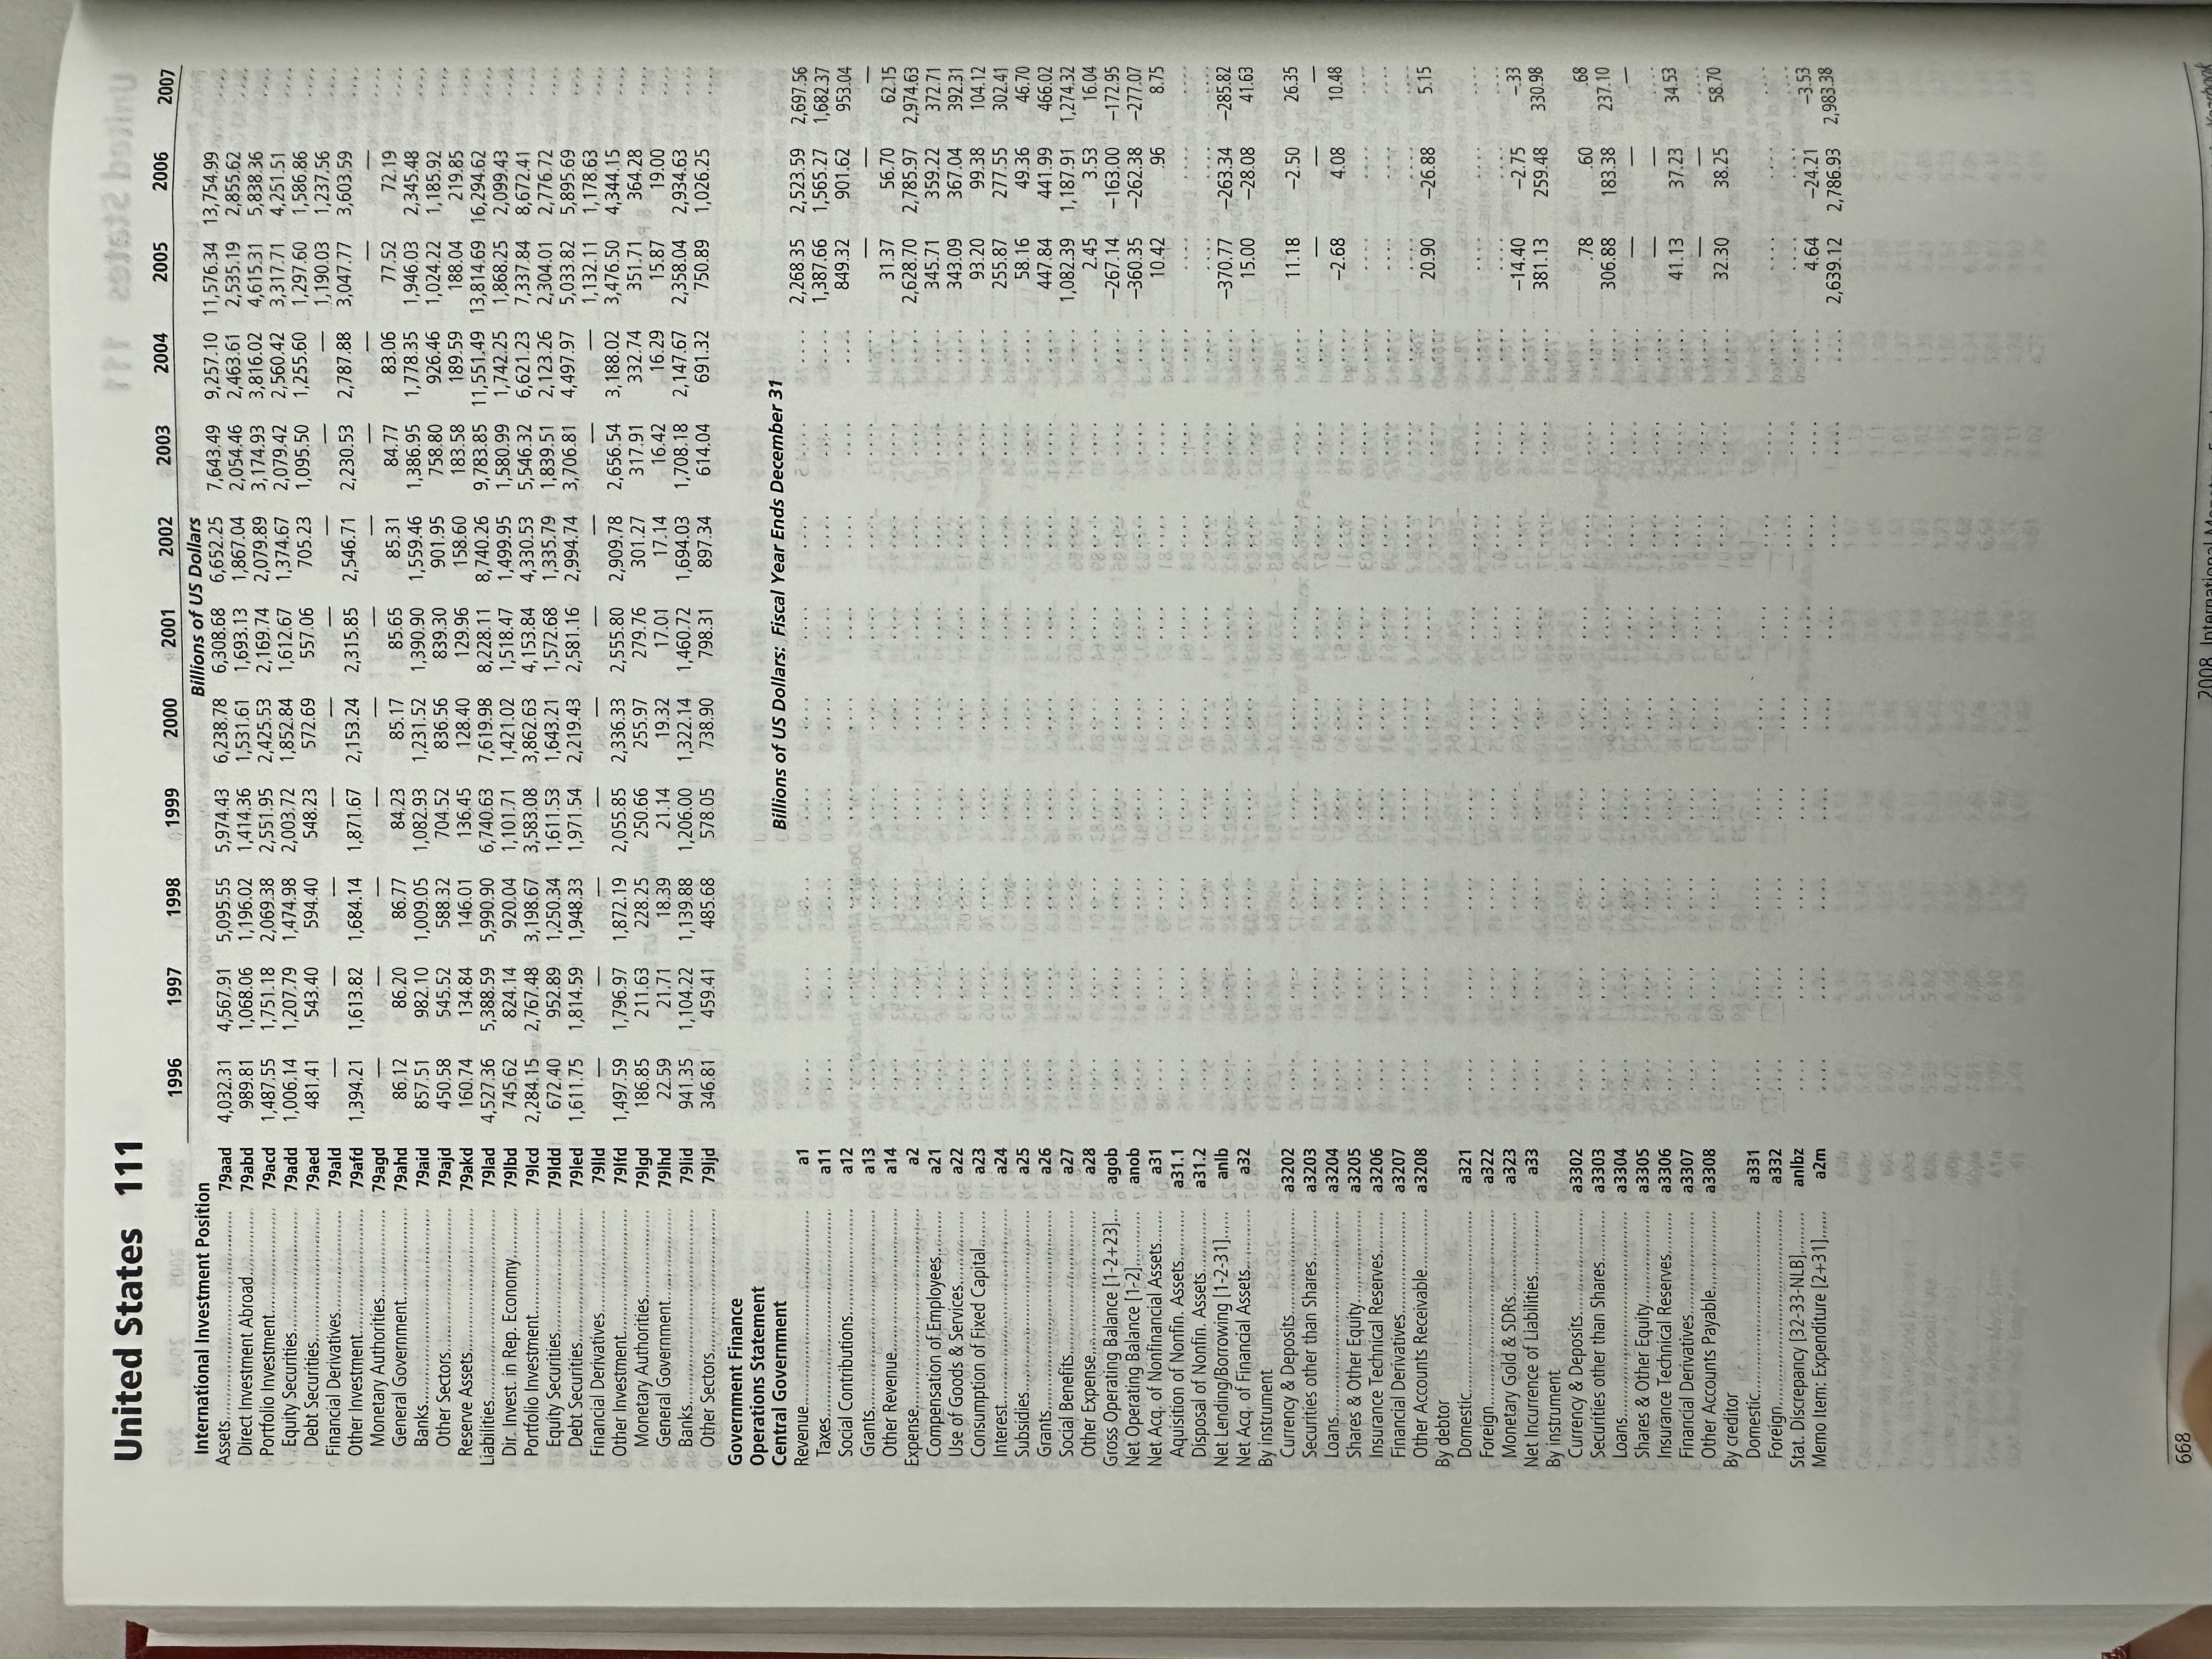 United States 111
1996 1997 1998 1999 2000 2001 2002 2003 2004 2005 2006 2007
International Investment Position Billions of US Dollars
Assets 79aad 4,032.31 4,567.91 5,095.55 5,974.43 6,238.78 6,308.68 6,652.25 7,643.49 9,257.10 11,576.34 13,754.99 ....
Direct Investment Abroad 79abd 989.81 1,068.06 1,196.02 1,414.36 1,531.61 1,693.13 1,867.04 2,054.46 2,463.61 2,535.19 2,855.62 ....
Portfolio Investment 79acd 1,487.55 1,751.18 2,069.38 2,551.95 2,425.53 2,169.74 2,079.89 3,174.93 3,816.02 4,615.31 5,838.36 ....
Equity Securities 79add 1,006.14 1,207.79 1,474.98 2,003.72 1,852.84 1,612.67 1,374.67 2,079.42 2,560.42 3,317.71 4,251.51 ....
Debt Securities 79aed 481.41 543.40 594.40 548.23 572.69 557.06 705.23 1,095.50 1,255.60 1,297.60 1,586.86 ....
Financial Derivatives 79ald — — — — — — — — — 1,190.03 1,237.56 ....
Other Investment 79afd 1,394.21 1,613.82 1,684.14 1,871.67 2,153.24 2,315.85 2,546.71 2,230.53 2,787.88 3,047.77 3,603.59 ....
Monetary Authorities 79agd — — — — — — — — — — — ....
General Government 79ahd 86.12 86.20 86.77 84.23 85.17 85.65 85.31 84.77 83.06 77.52 72.19 ....
Banks 79aid 857.51 982.10 1,009.05 1,082.93 1,231.52 1,390.90 1,559.46 1,386.95 1,778.35 1,946.03 2,345.48 ....
Other Sectors 79ajd 450.58 545.52 588.32 704.52 836.56 839.30 901.95 758.80 926.46 1,024.22 1,185.92 ....
Reserve Assets 79akd 160.74 134.84 146.01 136.45 128.40 129.96 158.60 183.58 189.59 188.04 219.85 ....
Liabilities 79lad 4,527.36 5,388.59 5,990.90 6,740.63 7,619.98 8,228.11 8,740.26 9,783.85 11,551.49 13,814.69 16,294.62 ....
Dir. Invest. in Rep. Economy 79lbd 745.62 824.14 920.04 1,101.71 1,421.02 1,518.47 1,499.95 1,580.99 1,742.25 1,868.25 2,099.43 ....
Portfolio Investment 79lcd 2,284.15 2,767.48 3,198.67 3,583.08 3,862.63 4,153.84 4,330.53 5,546.32 6,621.23 7,337.84 8,672.41 ....
Equity Securities 79ldd 672.40 952.89 1,250.34 1,611.53 1,643.21 1,572.68 1,335.79 1,839.51 2,123.26 2,304.01 2,776.72 ....
Debt Securities 79led 1,611.75 1,814.59 1,948.33 1,971.54 2,219.43 2,581.16 2,994.74 3,706.81 4,497.97 5,033.82 5,895.69 ....
Financial Derivatives 79lld — — — — — — — — — 1,132.11 1,178.63 ....
Other Investment 79lfd 1,497.59 1,796.97 1,872.19 2,055.85 2,336.33 2,555.80 2,909.78 2,656.54 3,188.02 3,476.50 4,344.15 ....
Monetary Authorities 79lgd 186.85 211.63 228.25 250.66 255.97 279.76 301.27 317.91 332.74 351.71 364.28 ....
General Government 79lhd 22.59 21.71 18.39 21.14 19.32 17.01 17.14 16.42 16.29 15.87 19.00 ....
Banks 79lid 941.35 1,104.22 1,139.88 1,206.00 1,322.14 1,460.72 1,694.03 1,708.18 2,147.67 2,358.04 2,934.63 ....
Other Sectors 79ljd 346.81 459.41 485.68 578.05 738.90 798.31 897.34 614.04 691.32 750.89 1,026.25 ....
Government Finance
Operations Statement
Central Government Billions of US Dollars: Fiscal Year Ends December 31
Revenue a1 .... .... .... .... .... .... .... .... .... 2,268.35 2,523.59 2,697.56
Taxes a11 .... .... .... .... .... .... .... .... .... 1,387.66 1,565.27 1,682.37
Social Contributions a12 .... .... .... .... .... .... .... .... .... 849.32 901.62 953.04
Grants a13 .... .... .... .... .... .... .... .... .... — — —
Other Revenue a14 .... .... .... .... .... .... .... .... .... 31.37 56.70 62.15
Expense a2 .... .... .... .... .... .... .... .... .... 2,628.70 2,785.97 2,974.63
Compensation of Employees a21 .... .... .... .... .... .... .... .... .... 345.71 359.22 372.71
Use of Goods & Services a22 .... .... .... .... .... .... .... .... .... 343.09 367.04 392.31
Consumption of Fixed Capital a23 .... .... .... .... .... .... .... .... .... 93.20 99.38 104.12
Interest a24 .... .... .... .... .... .... .... .... .... 255.87 277.55 302.41
Subsidies a25 .... .... .... .... .... .... .... .... .... 58.16 49.36 46.70
Grants a26 .... .... .... .... .... .... .... .... .... 447.84 441.99 466.02
Social Benefits a27 .... .... .... .... .... .... .... .... .... 1,082.39 1,187.91 1,274.32
Other Expense a28 .... .... .... .... .... .... .... .... .... 2.45 3.53 16.04
Gross Operating Balance [1-2+23] agob .... .... .... .... .... .... .... .... .... –267.14 –163.00 –172.95
Net Operating Balance [1-2] anob .... .... .... .... .... .... .... .... .... –360.35 –262.38 –277.07
Net Acq. of Nonfinancial Assets a31 .... .... .... .... .... .... .... .... .... 10.42 .96 8.75
Aquisition of Nonfin. Assets a31.1 .... .... .... .... .... .... .... .... .... .... .... ....
Disposal of Nonfin. Assets a31.2 .... .... .... .... .... .... .... .... .... .... .... ....
Net Lending/Borrowing [1-2-31] anlb .... .... .... .... .... .... .... .... .... –370.77 –263.34 –285.82
Net Acq. of Financial Assets a32 .... .... .... .... .... .... .... .... .... 15.00 –28.08 41.63
By instrument
Currency & Deposits a3202 .... .... .... .... .... .... .... .... .... 11.18 –2.50 26.35
Securities other than Shares a3203 .... .... .... .... .... .... .... .... .... — — —
Loans a3204 .... .... .... .... .... .... .... .... .... –2.68 4.08 10.48
Shares & Other Equity a3205 .... .... .... .... .... .... .... .... .... .... .... ....
Insurance Technical Reserves a3206 .... .... .... .... .... .... .... .... .... .... .... ....
Financial Derivatives a3207 .... .... .... .... .... .... .... .... .... .... .... ....
Other Accounts Receivable a3208 .... .... .... .... .... .... .... .... .... 20.90 –26.88 5.15
By debtor
Domestic a321 .... .... .... .... .... .... .... .... .... .... .... ....
Foreign a322 .... .... .... .... .... .... .... .... .... .... .... ....
Monetary Gold & SDRs a323 .... .... .... .... .... .... .... .... .... –14.40 –2.75 –.33
Net Incurrence of Liabilities a33 .... .... .... .... .... .... .... .... .... 381.13 259.48 330.98
By instrument
Currency & Deposits a3302 .... .... .... .... .... .... .... .... .... .78 .60 .68
Securities other than Shares a3303 .... .... .... .... .... .... .... .... .... 306.88 183.38 237.10
Loans a3304 .... .... .... .... .... .... .... .... .... — — —
Shares & Other Equity a3305 .... .... .... .... .... .... .... .... .... — — ....
Insurance Technical Reserves a3306 .... .... .... .... .... .... .... .... .... 41.13 37.23 34.53
Financial Derivatives a3307 .... .... .... .... .... .... .... .... .... — — ....
Other Accounts Payable a3308 .... .... .... .... .... .... .... .... .... 32.30 38.25 58.70
By creditor
Domestic a331 .... .... .... .... .... .... .... .... .... .... .... ....
Foreign a332 .... .... .... .... .... .... .... .... .... .... .... ....
Stat. Discrepancy [32-33-NLB] anlbz .... .... .... .... .... .... .... .... .... 4.64 –24.21 –3.53
Memo Item: Expenditure [2+31] a2m .... .... .... .... .... .... .... .... .... 2,639.12 2,786.93 2,983.38
668
2008, International Yearbook